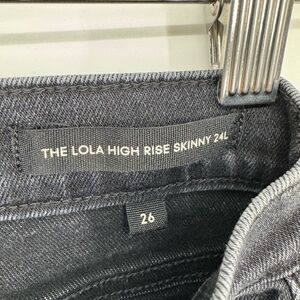 THE LOLA HIGH RISE SKINNY 24L
26